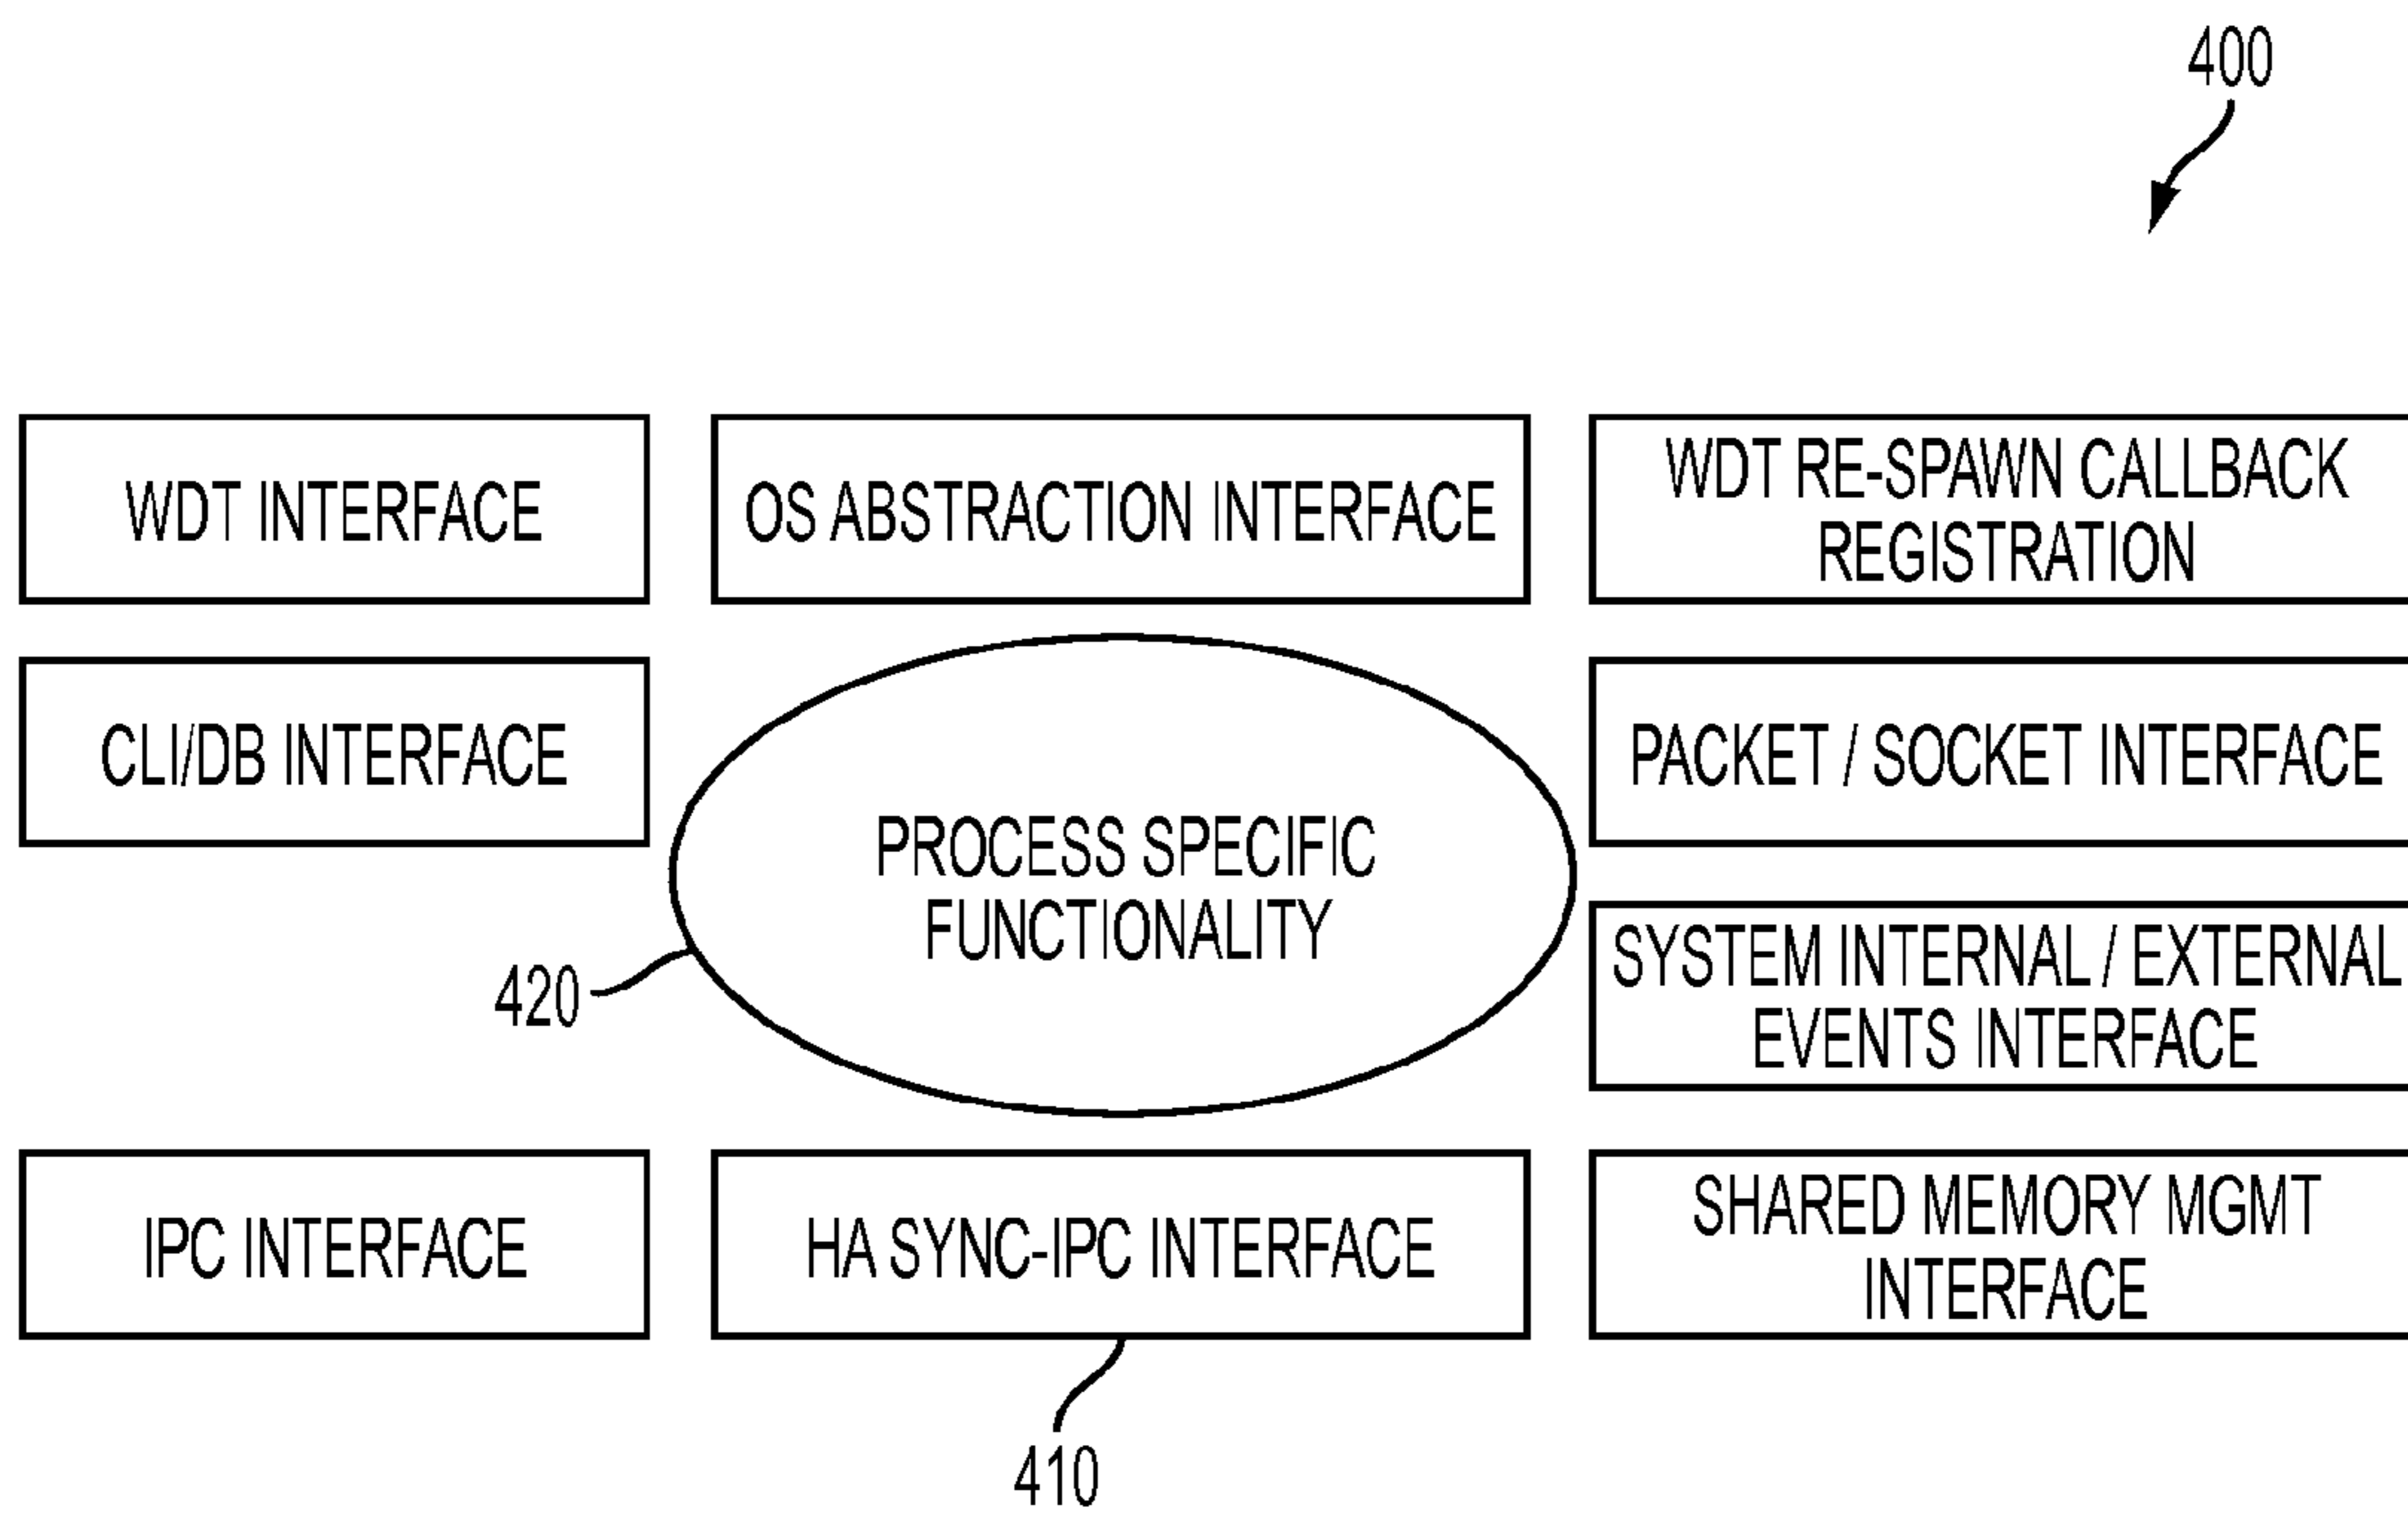 400
WDT INTERFACE
OS ABSTRACTION INTERFACE
WDT RE-SPAWN CALLBACK
REGISTRATION
CLI/DB INTERFACE
PACKET / SOCKET INTERFACE
PROCESS SPECIFIC
FUNCTIONALITY
420
SYSTEM INTERNAL / EXTERNAL
EVENTS INTERFACE
IPC INTERFACE
HA SYNC-IPC INTERFACE
SHARED MEMORY MGMT
INTERFACE
410